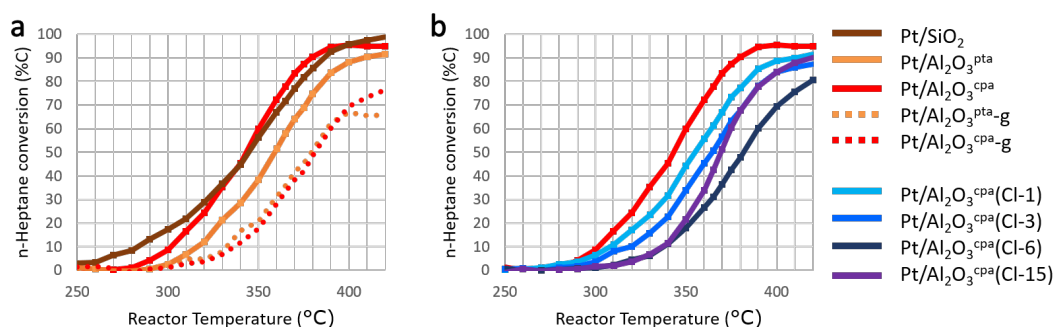 a
n-Heptane conversion (%C)
100
90
80
70
60
50
40
30
20
10
0
250
300
350
400
Reactor Temperature (°C)
b
n-Heptane conversion (%C)
100
90
80
70
60
50
40
30
20
10
0
250
300
350
400
Reactor Temperature (°C)
Pt/SiO₂
Pt/Al₂O₃ᵖᵗᵃ
Pt/Al₂O₃ᶜᵖᵃ
Pt/Al₂O₃ᵖᵗᵃ-g
Pt/Al₂O₃ᶜᵖᵃ-g
Pt/Al₂O₃ᶜᵖᵃ(Cl-1)
Pt/Al₂O₃ᶜᵖᵃ(Cl-3)
Pt/Al₂O₃ᶜᵖᵃ(Cl-6)
Pt/Al₂O₃ᶜᵖᵃ(Cl-15)